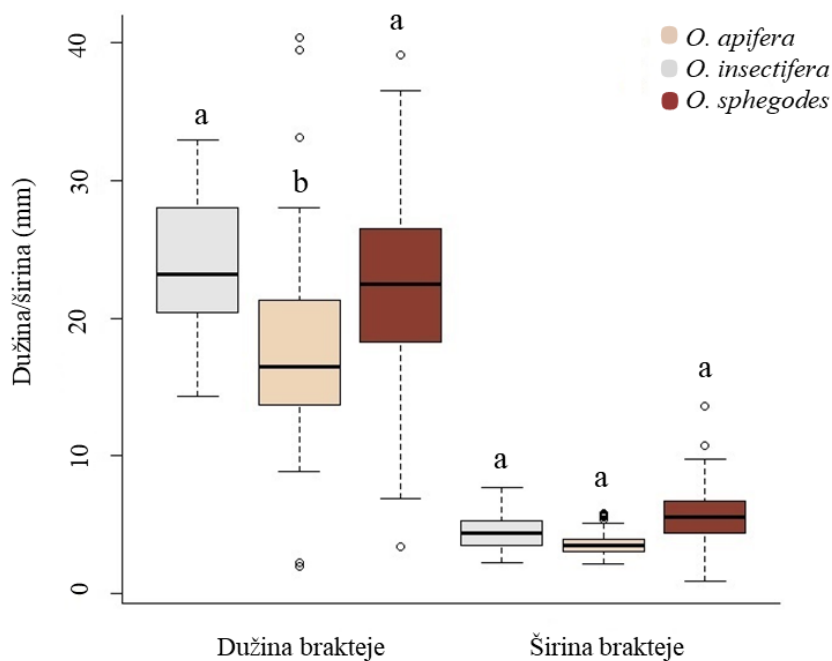 O. apifera
O. insectifera
O. sphegodes
Dužina/širina (mm)
40
30
20
10
0
a
b
a
a
a
a
Dužina brakteje
Širina brakteje